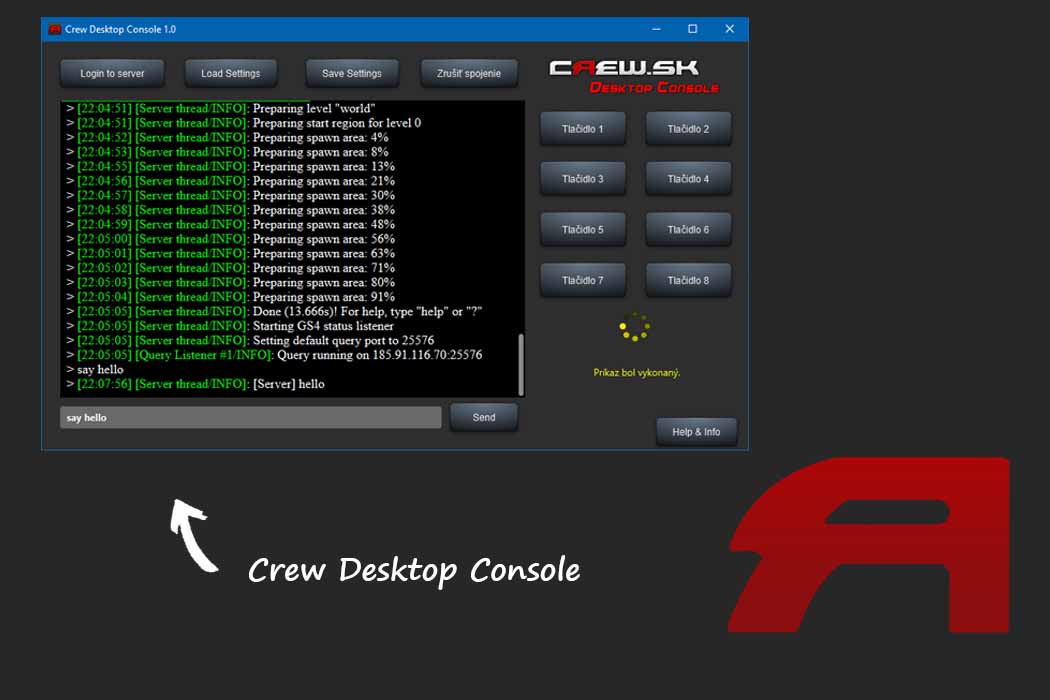 Crew Desktop Console 1.0
Login to server
Load Settings
Save Settings
Zrušiť spojenie
CREW.SK
Desktop Console
> [22:04:51] [Server thread/INFO]: Preparing level "world"
> [22:04:51] [Server thread/INFO]: Preparing start region for level 0
> [22:04:52] [Server thread/INFO]: Preparing spawn area: 4%
> [22:04:53] [Server thread/INFO]: Preparing spawn area: 8%
> [22:04:55] [Server thread/INFO]: Preparing spawn area: 13%
> [22:04:56] [Server thread/INFO]: Preparing spawn area: 21%
> [22:04:57] [Server thread/INFO]: Preparing spawn area: 30%
> [22:04:58] [Server thread/INFO]: Preparing spawn area: 38%
> [22:04:59] [Server thread/INFO]: Preparing spawn area: 48%
> [22:05:00] [Server thread/INFO]: Preparing spawn area: 56%
> [22:05:01] [Server thread/INFO]: Preparing spawn area: 63%
> [22:05:02] [Server thread/INFO]: Preparing spawn area: 71%
> [22:05:03] [Server thread/INFO]: Preparing spawn area: 80%
> [22:05:04] [Server thread/INFO]: Preparing spawn area: 91%
> [22:05:05] [Server thread/INFO]: Done (13.666s)! For help, type "help" or "?"
> [22:05:05] [Server thread/INFO]: Starting GS4 status listener
> [22:05:05] [Server thread/INFO]: Setting default query port to 25576
> [22:05:05] [Query Listener #1/INFO]: Query running on 185.91.116.70:25576
> say hello
> [22:07:56] [Server thread/INFO]: [Server] hello
say hello
Send
Tlačidlo 1
Tlačidlo 2
Tlačidlo 3
Tlačidlo 4
Tlačidlo 5
Tlačidlo 6
Tlačidlo 7
Tlačidlo 8
Príkaz bol vykonaný.
Help & Info
Crew Desktop Console